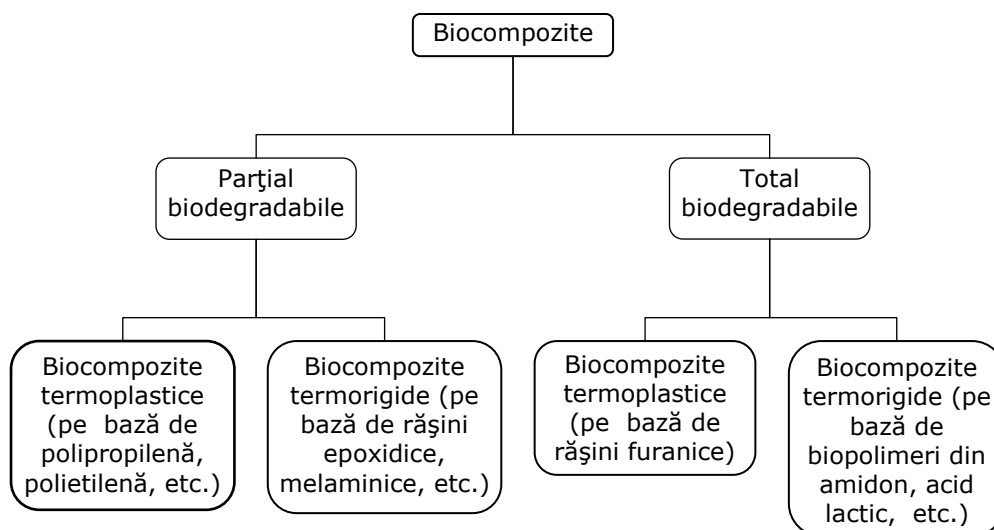 Biocompozite
Parţial
biodegradabile
Total
biodegradabile
Biocompozite
termoplastice
(pe bază de
polipropilenă,
polietilenă, etc.)
Biocompozite
termorigide (pe
bază de răşini
epoxidice,
melaminice, etc.)
Biocompozite
termoplastice
(pe bază de
răşini furanice)
Biocompozite
termorigide (pe
bază de
biopolimeri din
amidon, acid
lactic, etc.)